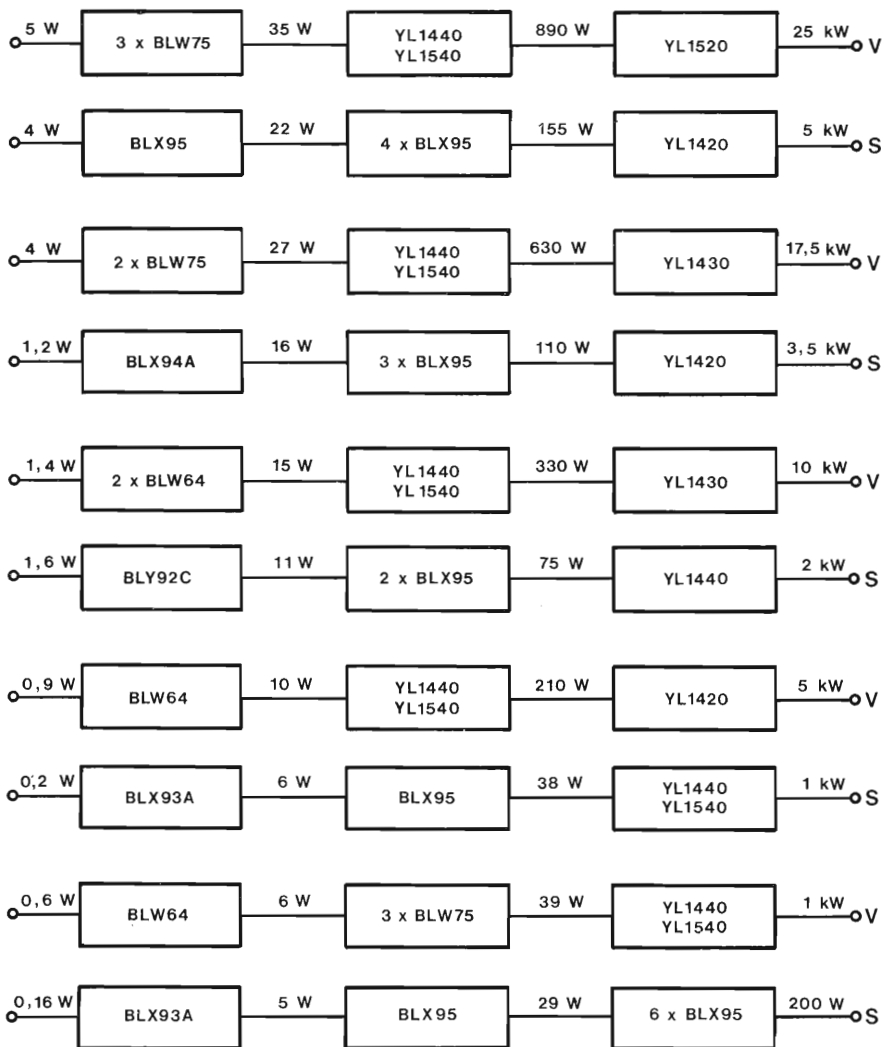 5 W 3 x BLW75 35 W YL1440 890 W YL1520 25 kW V
YL1540
4 W BLX95 22 W 4 x BLX95 155 W YL1420 5 kW S
4 W 2 x BLW75 27 W YL1440 630 W YL1430 17,5 kW V
YL1540
1,2 W BLX94A 16 W 3 x BLX95 110 W YL1420 3,5 kW S
1,4 W 2 x BLW64 15 W YL1440 330 W YL1430 10 kW V
YL1540
1,6 W BLY92C 11 W 2 x BLX95 75 W YL1440 2 kW S
0,9 W BLW64 10 W YL1440 210 W YL1420 5 kW V
YL1540
0,2 W BLX93A 6 W BLX95 38 W YL1440 1 kW S
YL1540
0,6 W BLW64 6 W 3 x BLW75 39 W YL1440 1 kW V
YL1540
0,16 W BLX93A 5 W BLX95 29 W 6 x BLX95 200 W S